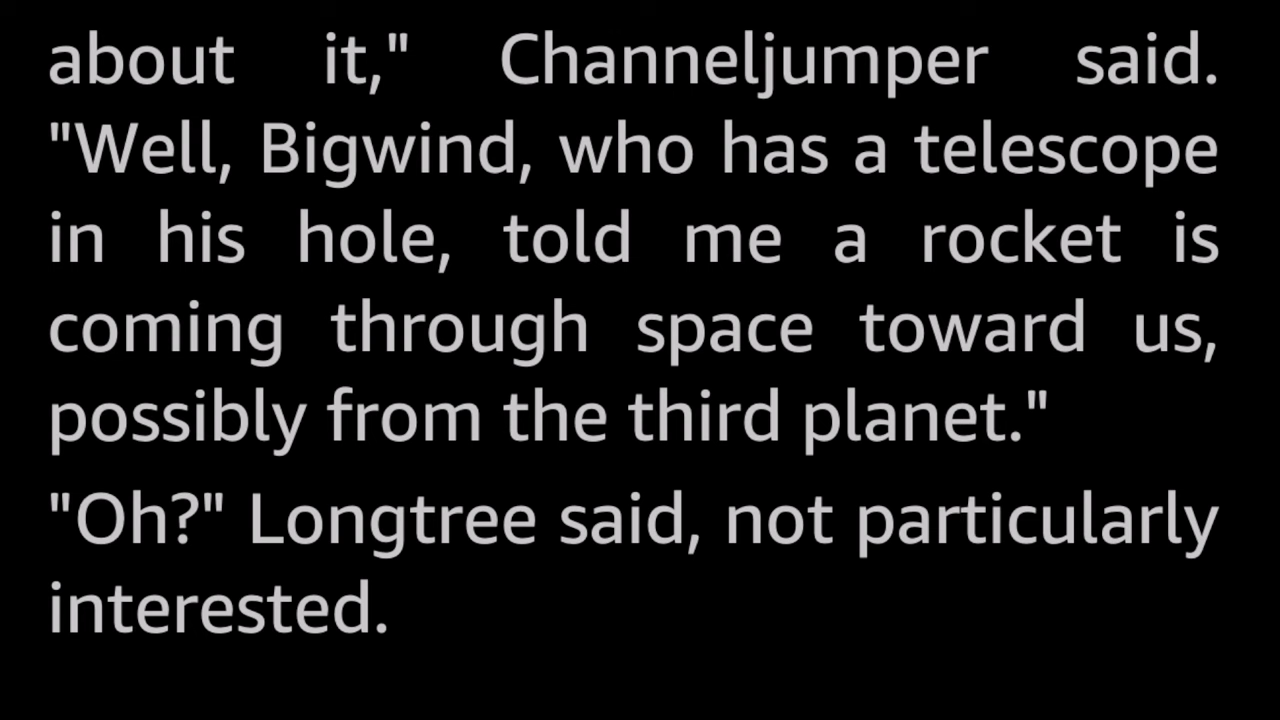 about it," Channeljumper said.
"Well, Bigwind, who has a telescope
in his hole, told me a rocket is
coming through space toward us,
possibly from the third planet."
"Oh?" Longtree said, not particularly
interested.